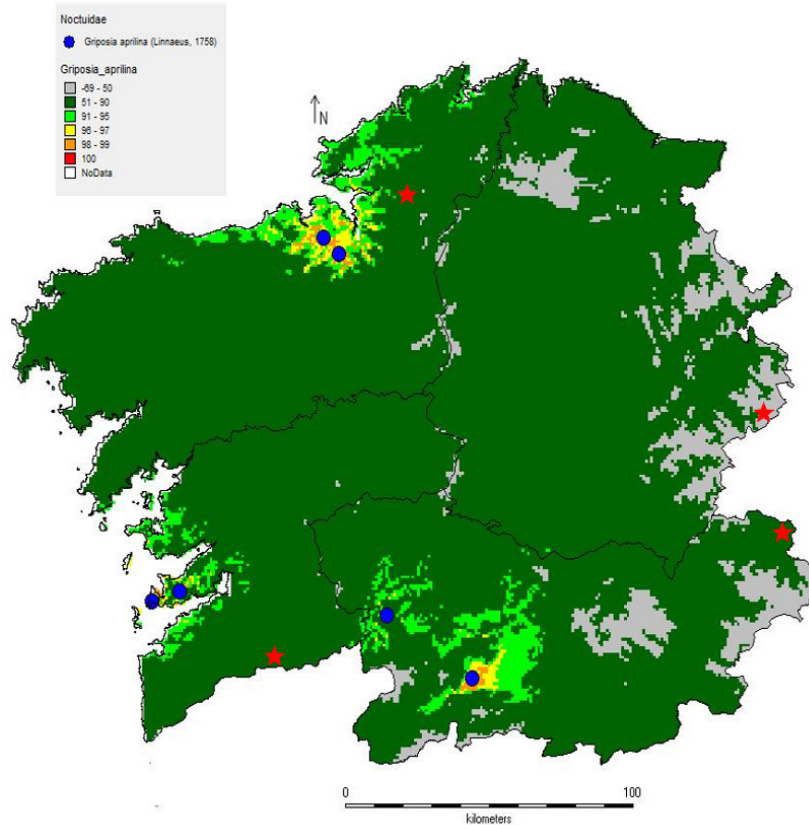 Noctuidae
Griposia aprilina (Linnaeus, 1758)
Griposia_aprilina
-69 - 50
51 - 90
91 - 95
96 - 97
98 - 99
100
NoData
N
0 100
kilometers